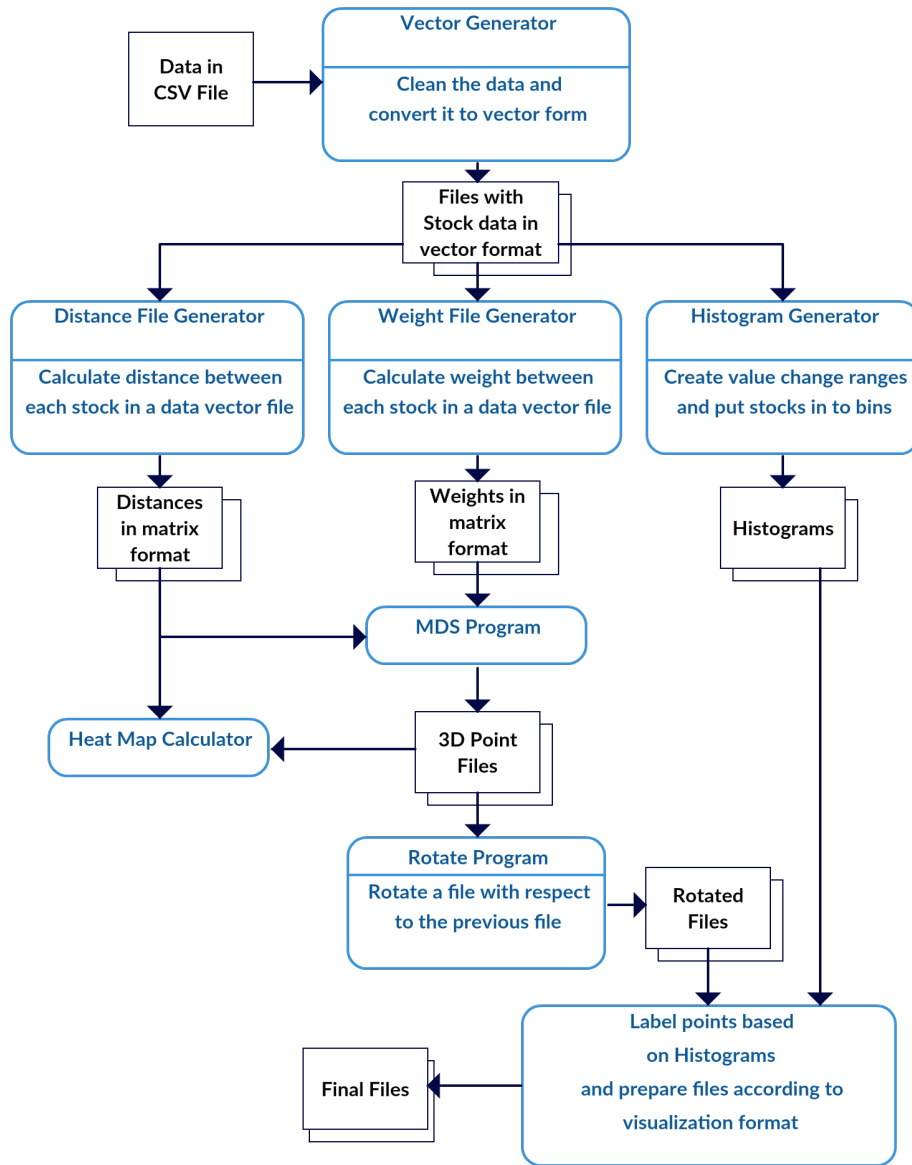 Vector Generator
Data in
CSV File
Clean the data and
convert it to vector form
Files with
Stock data in
vector format
Distance File Generator
Calculate distance between
each stock in a data vector file
Weight File Generator
Calculate weight between
each stock in a data vector file
Histogram Generator
Create value change ranges
and put stocks in to bins
Distances
in matrix
format
Weights in
matrix
format
Histograms
MDS Program
Heat Map Calculator
3D Point
Files
Rotate Program
Rotate a file with respect
to the previous file
Rotated
Files
Label points based
on Histograms
and prepare files according to
visualization format
Final Files